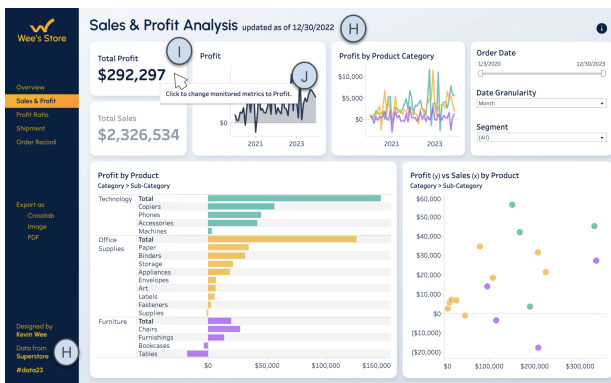 Wee's Store
Sales & Profit Analysis updated as of 12/30/2022
H
i
Overview
Sales & Profit
Profit Ratio
Shipment
Order Record
Export as
Crosstab
Image
PDF
Designed by
Kevin Wee
Data from
Superstore
H
#data23
Total Profit
$292,297
I
Click to change monitored metrics to Profit.
Total Sales
$2,326,534
Profit
J
$0
2021 2023
Profit by Product Category
$10,000
$5,000
$0
2021 2023
Order Date
1/3/2020 12/30/2023
Date Granularity
Month
Segment
(All)
Profit by Product
Category > Sub-Category
Technology Total
Copiers
Phones
Accessories
Machines
Office Supplies Total
Paper
Binders
Storage
Appliances
Envelopes
Art
Labels
Fasteners
Supplies
Furniture Total
Chairs
Furnishings
Bookcases
Tables
$0 $50,000 $100,000 $150,000
Profit (y) vs Sales (x) by Product
Category > Sub-Category
$60,000
$50,000
$40,000
$30,000
$20,000
$10,000
$0
($10,000)
($20,000)
$0 $100,000 $200,000 $300,000